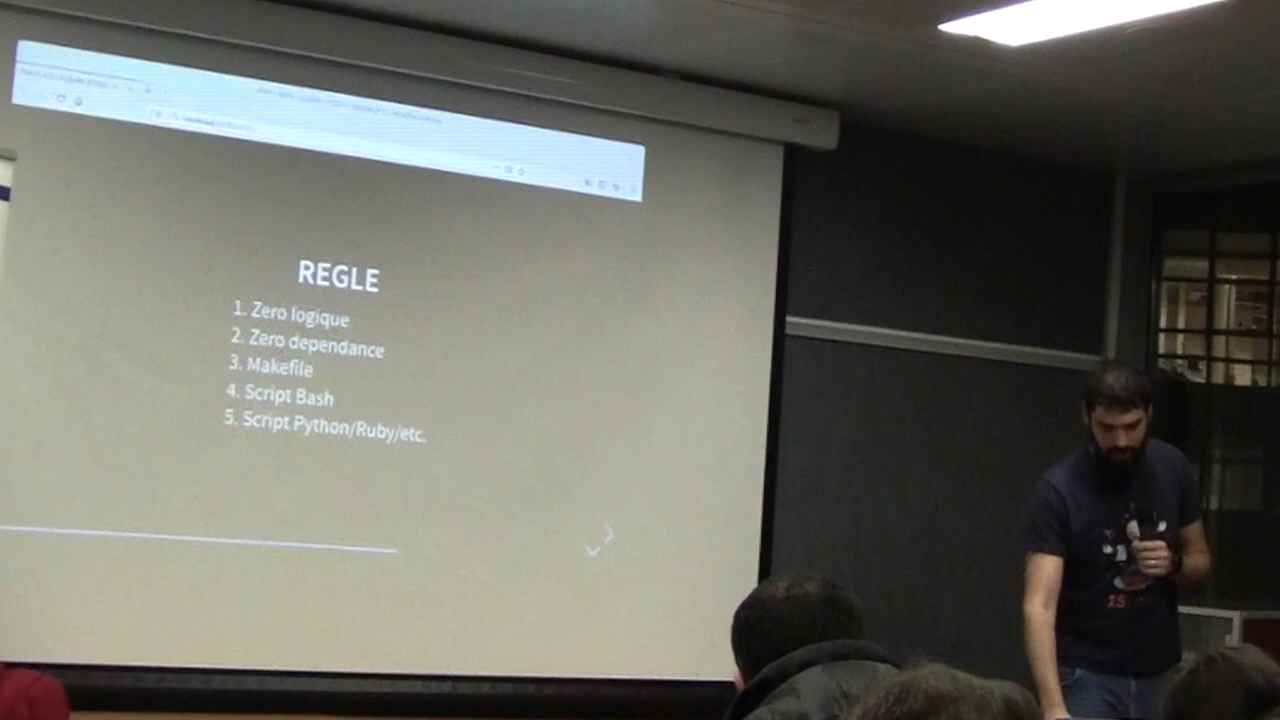 REGLE
1. Zero logique
2. Zero dependance
3. Makefile
4. Script Bash
5. Script Python/Ruby/etc.